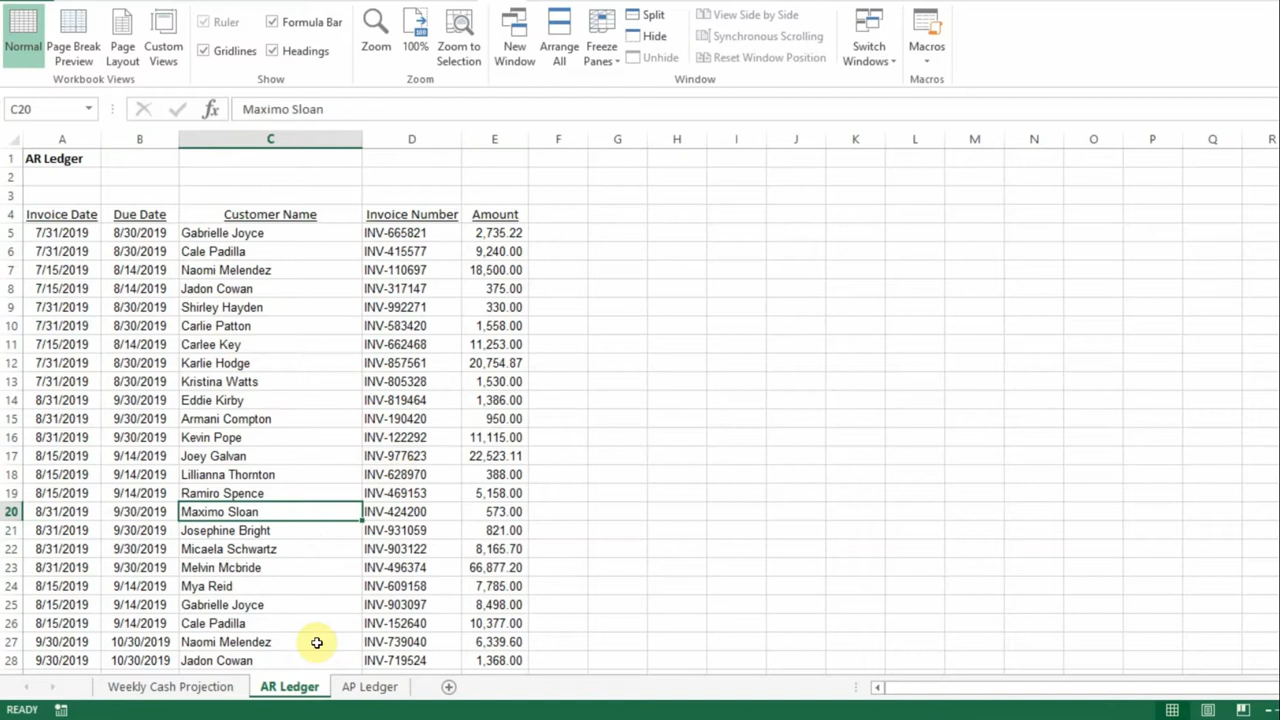 Normal Page Break Preview Page Layout Custom Views
Workbook Views
Ruler Formula Bar
Gridlines Headings
Show
Zoom 100% Zoom to Selection
Zoom
New Window Arrange All Freeze Panes
Split
Hide
Unhide
View Side by Side
Synchronous Scrolling
Reset Window Position
Window
Switch Windows
Macros
Macros
C20 fx Maximo Sloan
A B C D E F G H I J K L M N O P Q R
1 AR Ledger
2
3
4 Invoice Date Due Date Customer Name Invoice Number Amount
5 7/31/2019 8/30/2019 Gabrielle Joyce INV-665821 2,735.22
6 7/31/2019 8/30/2019 Cale Padilla INV-415577 9,240.00
7 7/15/2019 8/14/2019 Naomi Melendez INV-110697 18,500.00
8 7/15/2019 8/14/2019 Jadon Cowan INV-317147 375.00
9 7/31/2019 8/30/2019 Shirley Hayden INV-992271 330.00
10 7/31/2019 8/30/2019 Carlie Patton INV-583420 1,558.00
11 7/15/2019 8/14/2019 Carlee Key INV-662468 11,253.00
12 7/31/2019 8/30/2019 Karlie Hodge INV-857561 20,754.87
13 7/31/2019 8/30/2019 Kristina Watts INV-805328 1,530.00
14 8/31/2019 9/30/2019 Eddie Kirby INV-819464 1,386.00
15 8/31/2019 9/30/2019 Armani Compton INV-190420 950.00
16 8/31/2019 9/30/2019 Kevin Pope INV-122292 11,115.00
17 8/15/2019 9/14/2019 Joey Galvan INV-977623 22,523.11
18 8/15/2019 9/14/2019 Lillianna Thornton INV-628970 388.00
19 8/15/2019 9/14/2019 Ramiro Spence INV-469153 5,158.00
20 8/31/2019 9/30/2019 Maximo Sloan INV-424200 573.00
21 8/31/2019 9/30/2019 Josephine Bright INV-931059 821.00
22 8/31/2019 9/30/2019 Micaela Schwartz INV-903122 8,165.70
23 8/31/2019 9/30/2019 Melvin Mcbride INV-496374 66,877.20
24 8/15/2019 9/14/2019 Mya Reid INV-609158 7,785.00
25 8/15/2019 9/14/2019 Gabrielle Joyce INV-903097 8,498.00
26 8/15/2019 9/14/2019 Cale Padilla INV-152640 10,377.00
27 9/30/2019 10/30/2019 Naomi Melendez INV-739040 6,339.60
28 9/30/2019 10/30/2019 Jadon Cowan INV-719524 1,368.00
Weekly Cash Projection AR Ledger AP Ledger
READY